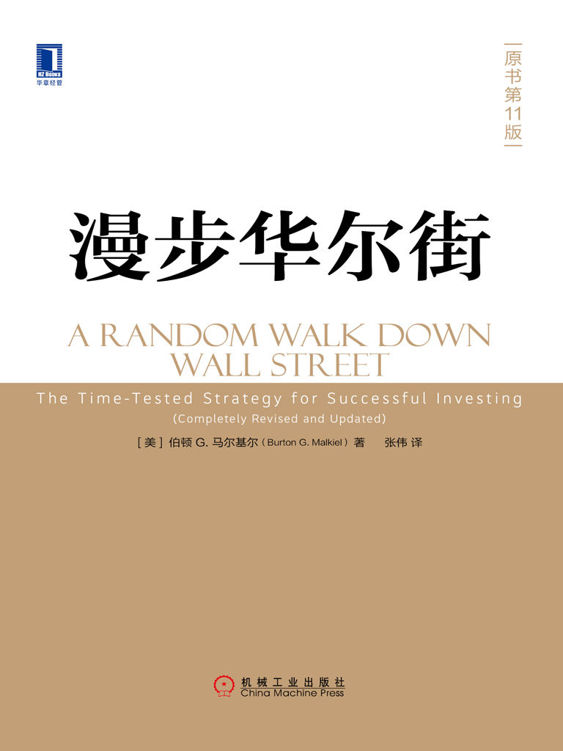 HZ Books
华章经管
原书第11版
漫步华尔街
A RANDOM WALK DOWN
WALL STREET
The Time-Tested Strategy for Successful Investing
(Completely Revised and Updated)
[美] 伯顿 G. 马尔基尔（Burton G. Malkiel）著 张伟 译
机械工业出版社
China Machine Press